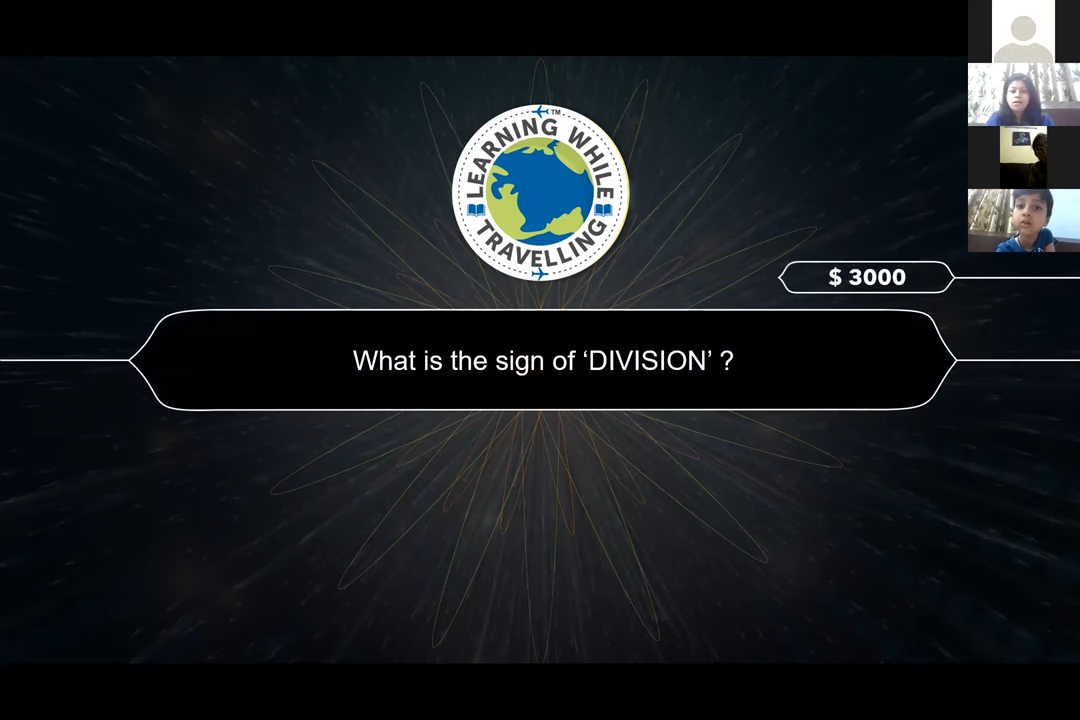 LEARNING WHILE
TRAVELLING
TM
$ 3000
What is the sign of ‘DIVISION’ ?